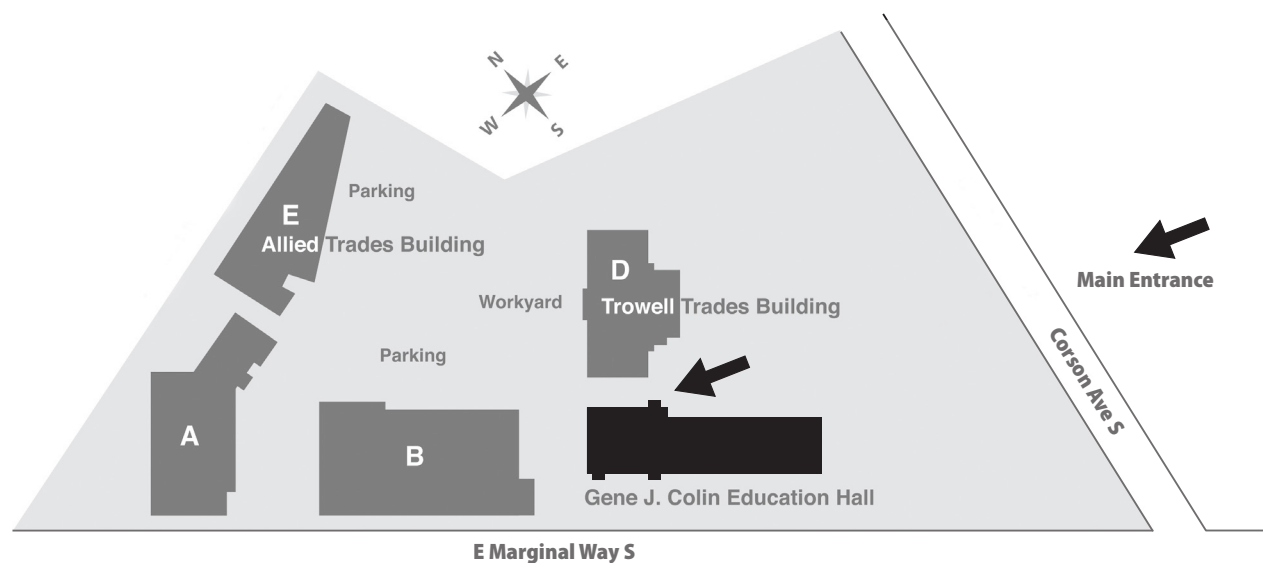 N
E
W
S
Parking
E
Allied Trades Building
D
Workyard
Trowell Trades Building
Main Entrance
Parking
Corson Ave S
A
B
Gene J. Colin Education Hall
E Marginal Way S